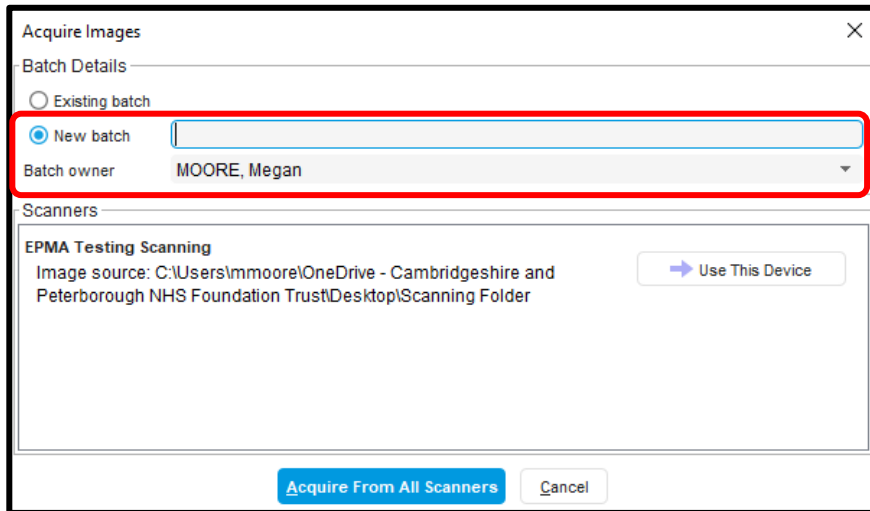 Acquire Images
Batch Details
Existing batch
New batch
Batch owner MOORE, Megan
Scanners
EPMA Testing Scanning
Image source: C:\Users\mmoore\OneDrive - Cambridgeshire and
Peterborough NHS Foundation Trust\Desktop\Scanning Folder
Use This Device
Acquire From All Scanners Cancel